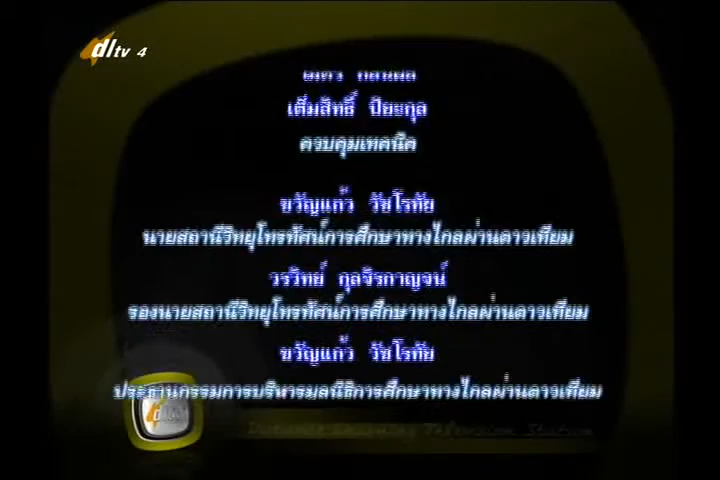 dltv 4
เติมสิทธิ์ ปิยะกุล
ควบคุมเทคนิค
ขวัญแก้ว วัชโรทัย
นายสถานีวิทยุโทรทัศน์การศึกษาทางไกลผ่านดาวเทียม
วรวิทย์ กุลจิรกาญจน์
รองนายสถานีวิทยุโทรทัศน์การศึกษาทางไกลผ่านดาวเทียม
ขวัญแก้ว วัชโรทัย
ประธานกรรมการบริหารมูลนิธิการศึกษาทางไกลผ่านดาวเทียม
Distance Learning Television Station